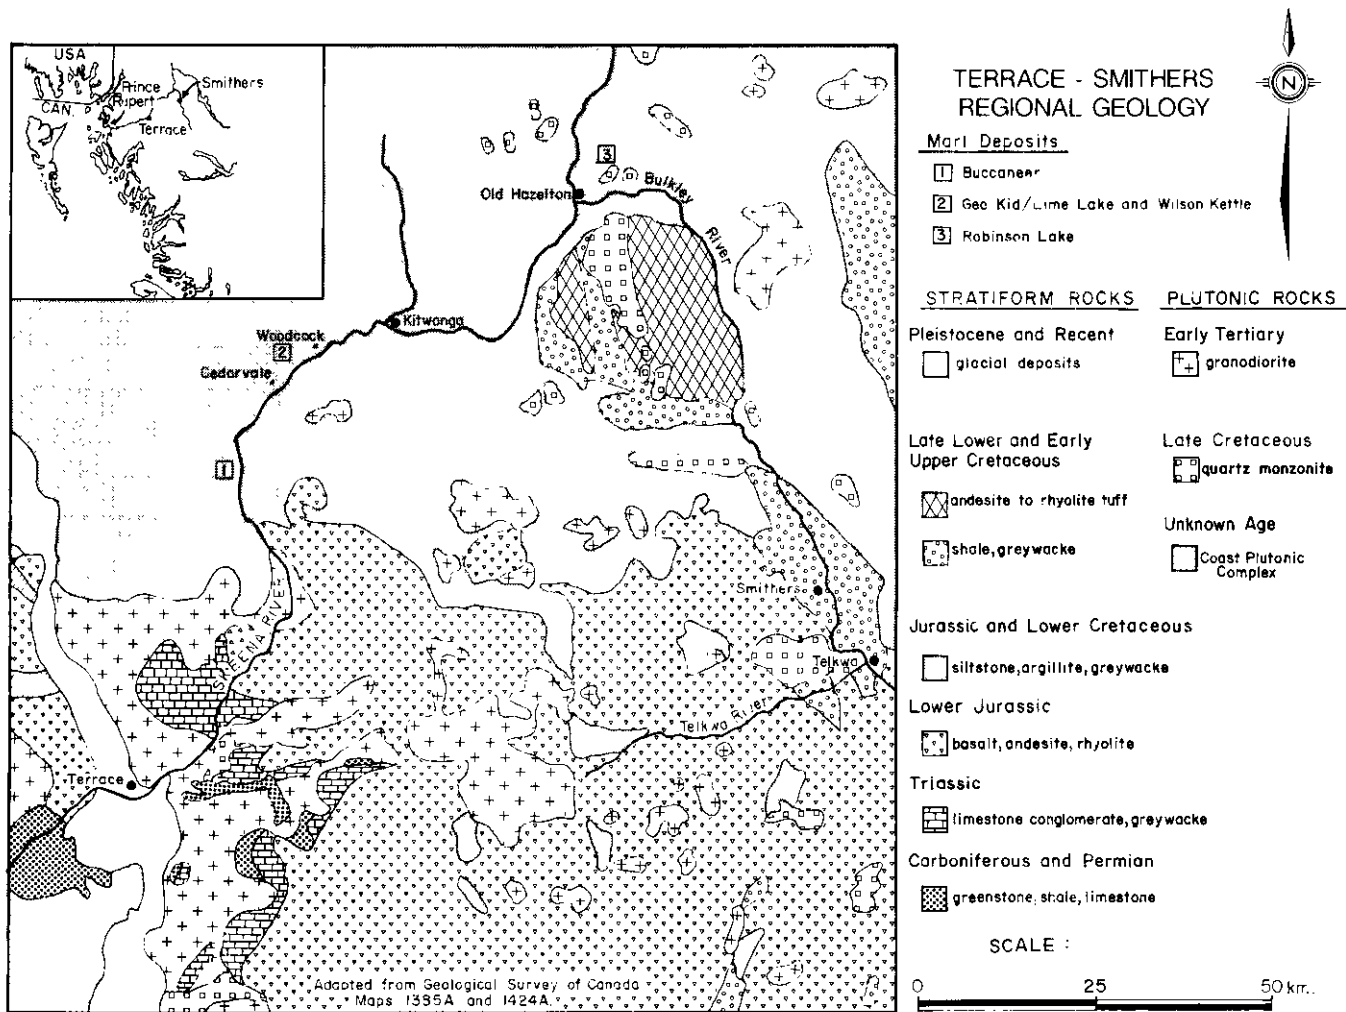 USA
CAN.
Prince
Rupert
Smithers
Terrace
TERRACE - SMITHERS
REGIONAL GEOLOGY
N
Marl Deposits
1 Buccaneer
2 Geo Kid/Lime Lake and Wilson Kettle
3 Robinson Lake
STRATIFORM ROCKS
Pleistocene and Recent
glacial deposits
Late Lower and Early
Upper Cretaceous
andesite to rhyolite tuff
shale, greywacke
Jurassic and Lower Cretaceous
siltstone, argillite, greywacke
Lower Jurassic
basalt, andesite, rhyolite
Triassic
limestone conglomerate, greywacke
Carboniferous and Permian
greenstone, shale, limestone
PLUTONIC ROCKS
Early Tertiary
granodiorite
Late Cretaceous
quartz monzonite
Unknown Age
Coast Plutonic
Complex
SCALE :
0 25 50 km.
3
Old Hazelton
Bulkley
River
Kitwanga
Woodcock
2
Cedarvale
1
SKEENA RIVER
Smithers
Telkwa
Telkwa River
Terrace
Adapted from Geological Survey of Canada
Maps 1385A and 1424A.